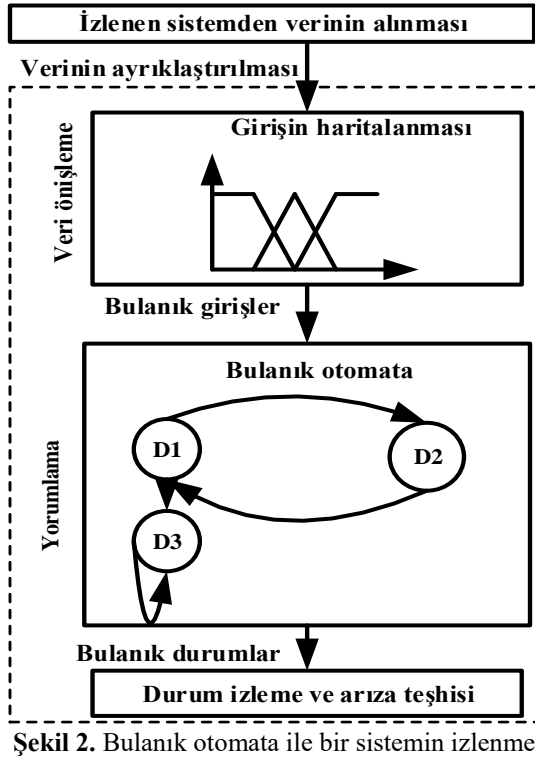 İzlenen sistemden verinin alınması
Verinin ayrıklaştırılması
Girişin haritalanması
Veri önişleme
Bulanık girişler
Bulanık otomata
D1
D2
D3
Yorumlama
Bulanık durumlar
Durum izleme ve arıza teşhisi
Şekil 2. Bulanık otomata ile bir sistemin izlenme